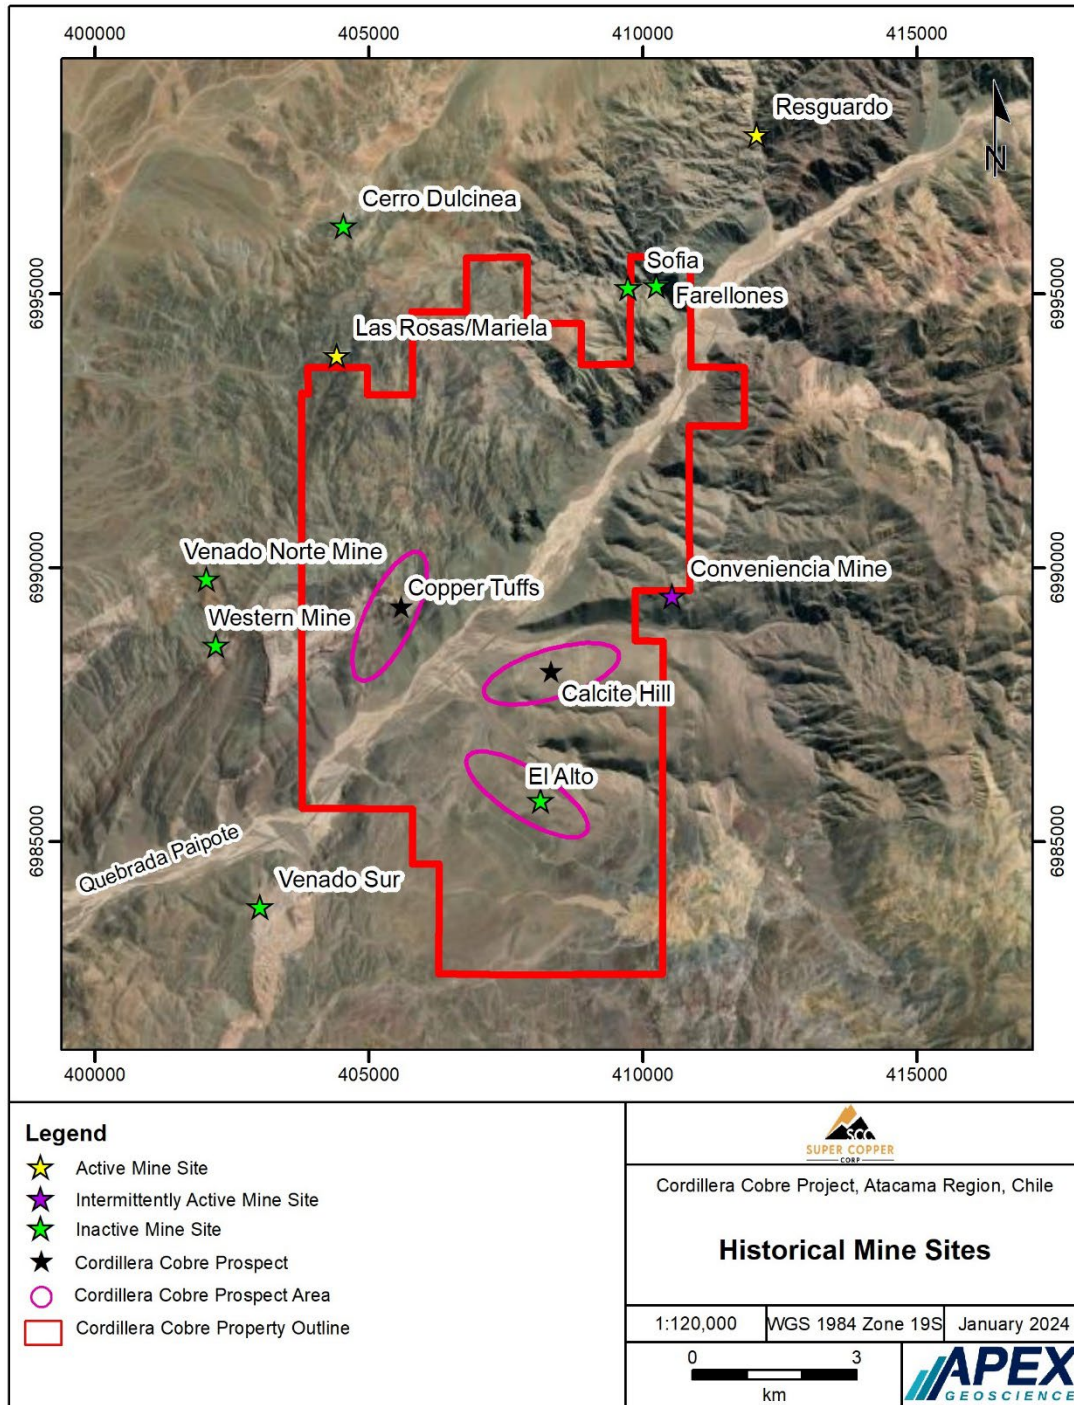 400000
405000
410000
415000
Resguardo
N
Cerro Dulcinea
Sofia
6995000
6995000
Farellones
Las Rosas/Mariela
Venado Norte Mine
6990000
6990000
Conveniencia Mine
Copper Tuffs
Western Mine
Calcite Hill
El Alto
6985000
6985000
Quebrada Paipote
Venado Sur
400000
405000
410000
415000
Legend
Active Mine Site
Intermittently Active Mine Site
Inactive Mine Site
Cordillera Cobre Prospect
Cordillera Cobre Prospect Area
Cordillera Cobre Property Outline
SCC
SUPER COPPER
CORP
Cordillera Cobre Project, Atacama Region, Chile
Historical Mine Sites
1:120,000
WGS 1984 Zone 19S
January 2024
0
3
km
APEX
GEOSCIENCE